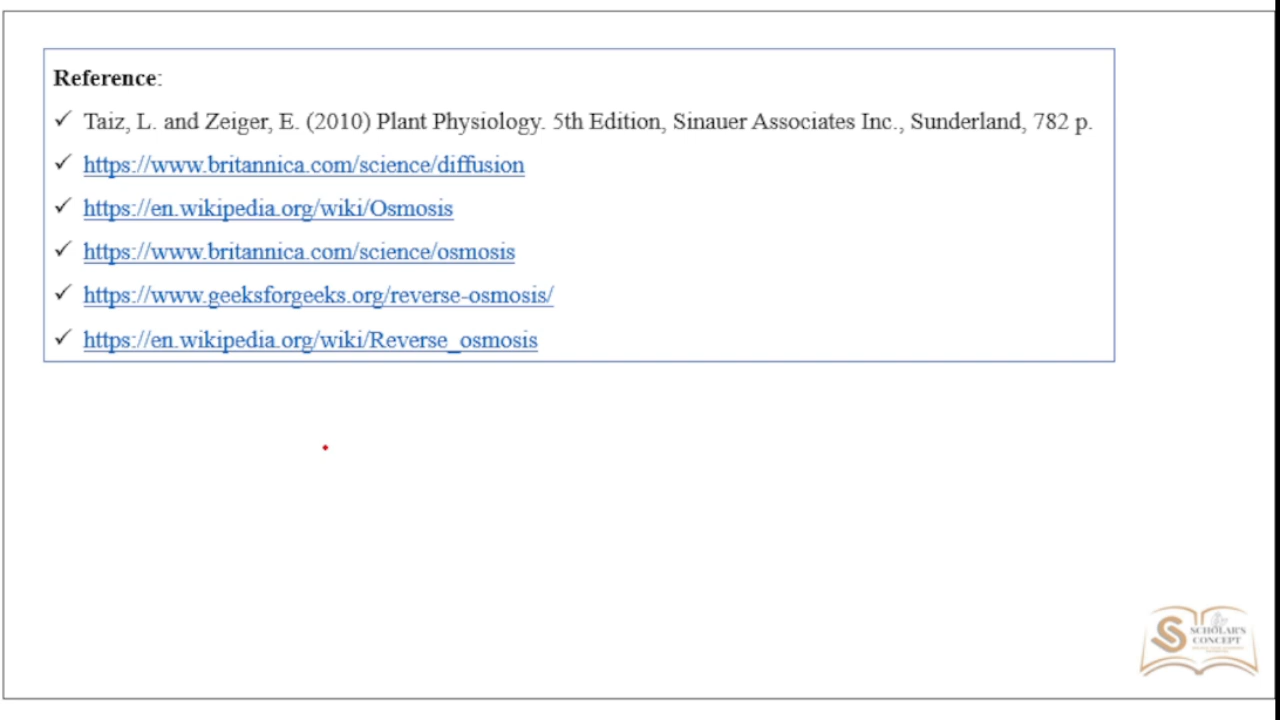 Reference:
✓ Taiz, L. and Zeiger, E. (2010) Plant Physiology. 5th Edition, Sinauer Associates Inc., Sunderland, 782 p.
✓ https://www.britannica.com/science/diffusion
✓ https://en.wikipedia.org/wiki/Osmosis
✓ https://www.britannica.com/science/osmosis
✓ https://www.geeksforgeeks.org/reverse-osmosis/
✓ https://en.wikipedia.org/wiki/Reverse_osmosis
SCHOLAR'S
CONCEPT